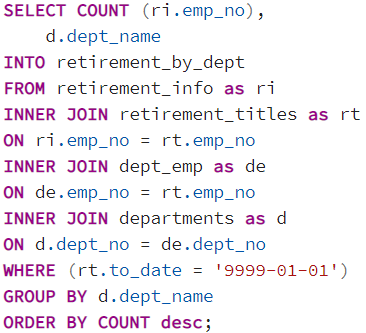 SELECT COUNT (ri.emp_no),
    d.dept_name
INTO retirement_by_dept
FROM retirement_info as ri
INNER JOIN retirement_titles as rt
ON ri.emp_no = rt.emp_no
INNER JOIN dept_emp as de
ON de.emp_no = rt.emp_no
INNER JOIN departments as d
ON d.dept_no = de.dept_no
WHERE (rt.to_date = '9999-01-01')
GROUP BY d.dept_name
ORDER BY COUNT desc;